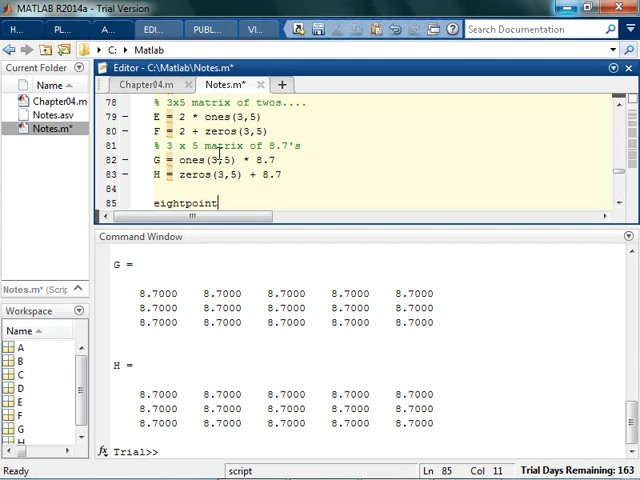 MATLAB R2014a - Trial Version
H... P... A... EDI... PUBL... VI... Search Documentation
C: Matlab
Current Folder
Name
Chapter04.m
Notes.asv
Notes.m*
Editor - C:\Matlab\Notes.m*
Chapter04.m Notes.m*
78 % 3x5 matrix of twos....
79 E = 2 * ones(3,5)
80 F = 2 + zeros(3,5)
81 % 3 x 5 matrix of 8.7's
82 G = ones(3,5) * 8.7
83 H = zeros(3,5) + 8.7
84
85 eightpoint
Notes.m* (Scrip...
Workspace
Name
A
B
C
D
E
F
G
H
Command Window
G =
8.7000 8.7000 8.7000 8.7000 8.7000
8.7000 8.7000 8.7000 8.7000 8.7000
8.7000 8.7000 8.7000 8.7000 8.7000
H =
8.7000 8.7000 8.7000 8.7000 8.7000
8.7000 8.7000 8.7000 8.7000 8.7000
8.7000 8.7000 8.7000 8.7000 8.7000
fx Trial>>
Ready script Ln 85 Col 11 Trial Days Remaining: 163